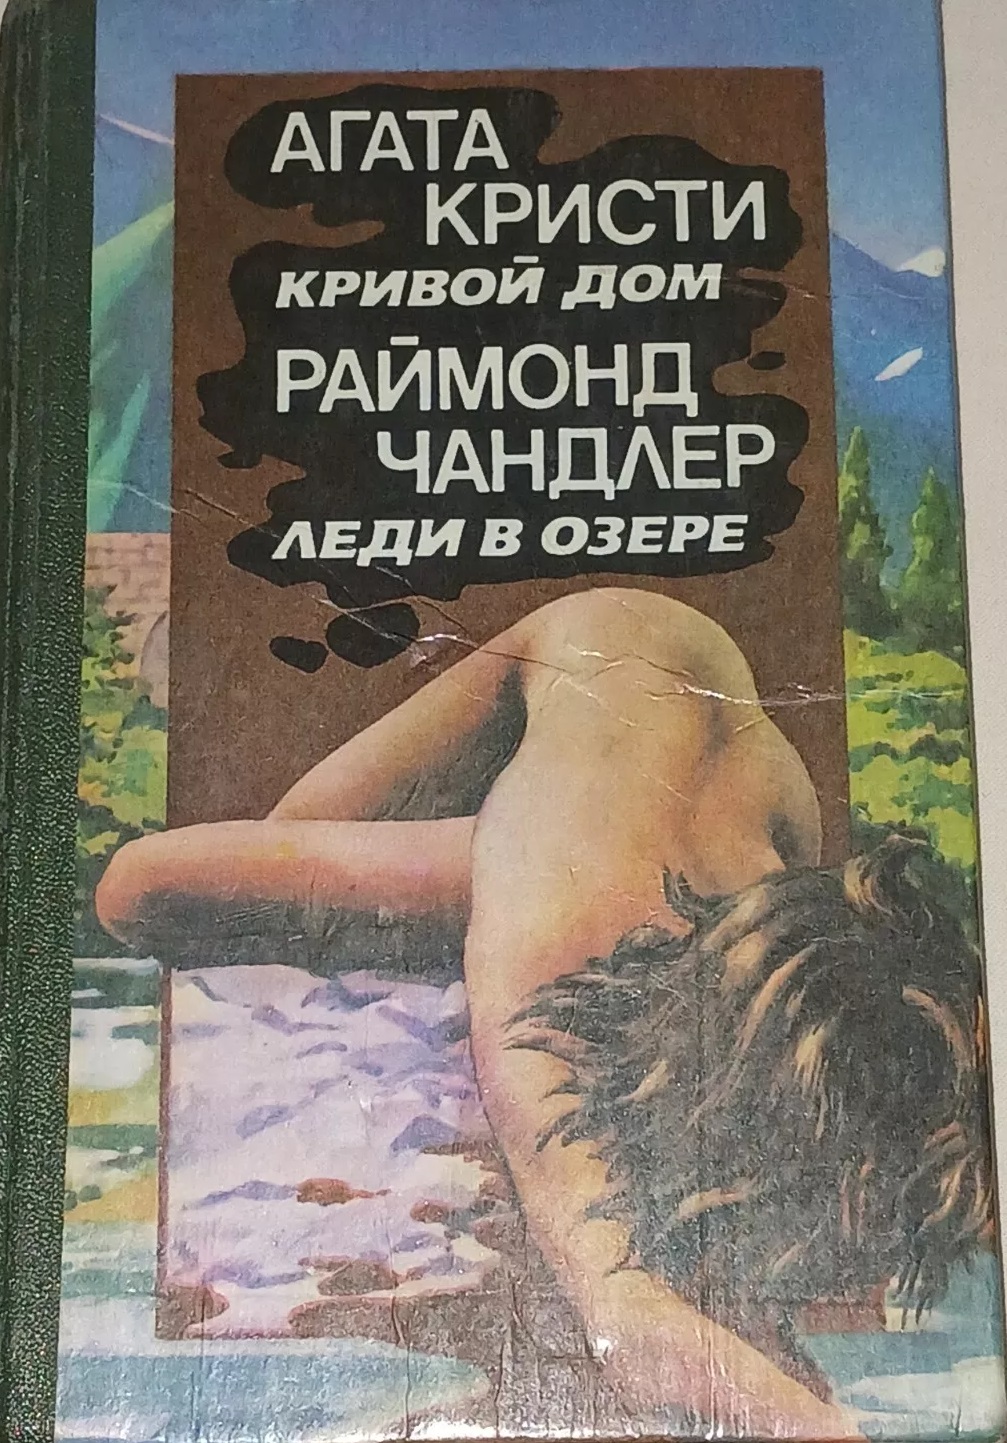 АГАТА
КРИСТИ
КРИВОЙ ДОМ
РАЙМОНД
ЧАНДЛЕР
ЛЕДИ В ОЗЕРЕ